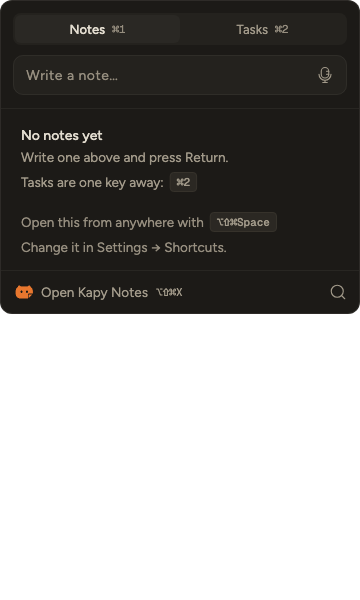 Notes ⌘1
Tasks ⌘2
Write a note...
No notes yet
Write one above and press Return.
Tasks are one key away: ⌘2
Open this from anywhere with ⌥⇧⌘Space
Change it in Settings → Shortcuts.
Open Kapy Notes ⌥⇧⌘X